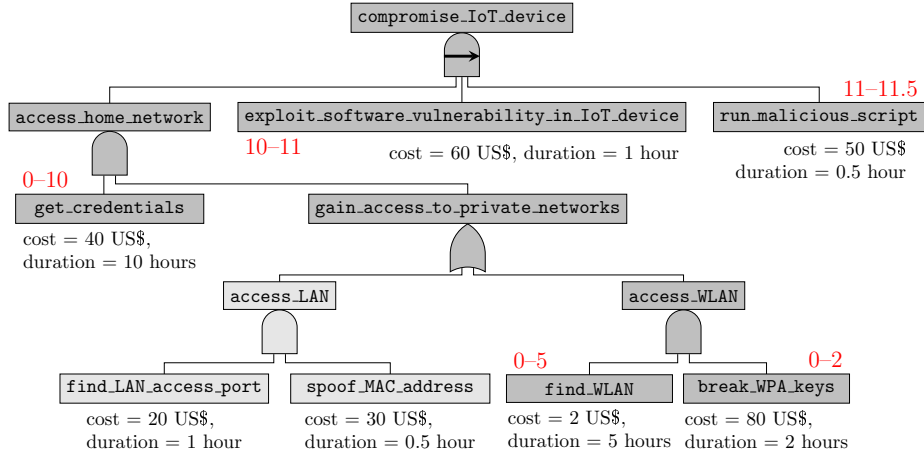 compromise_IoT_device
11–11.5
access_home_network
exploit_software_vulnerability_in_IoT_device
run_malicious_script
10–11
cost = 60 US$, duration = 1 hour
cost = 50 US$
duration = 0.5 hour
0–10
get_credentials
gain_access_to_private_networks
cost = 40 US$,
duration = 10 hours
access_LAN
access_WLAN
0–5
0–2
find_LAN_access_port
spoof_MAC_address
find_WLAN
break_WPA_keys
cost = 20 US$,
duration = 1 hour
cost = 30 US$,
duration = 0.5 hour
cost = 2 US$,
duration = 5 hours
cost = 80 US$,
duration = 2 hours